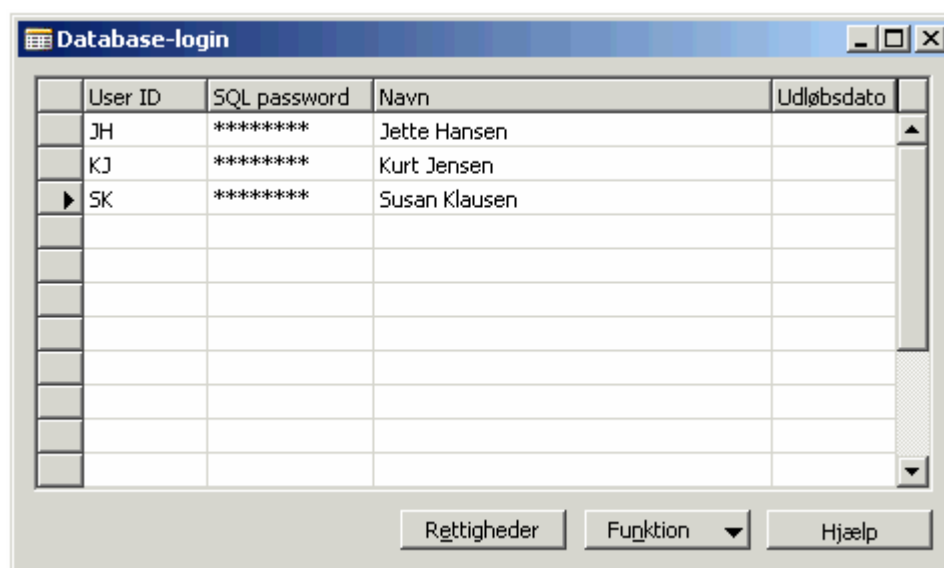 Database-login
User ID SQL password Navn Udløbsdato
JH ******** Jette Hansen
KJ ******** Kurt Jensen
SK ******** Susan Klausen
Rettigheder Funktion Hjælp